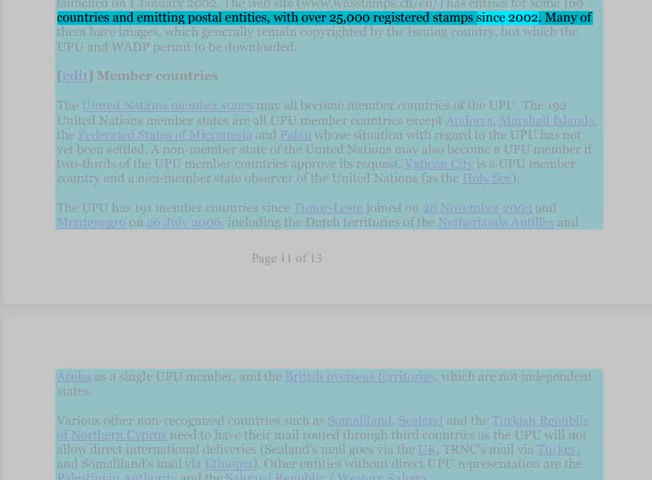 launched on 1 January 2002. The web site (www.wnsstamps.ch/en/) has entries for some 160
countries and emitting postal entities, with over 25,000 registered stamps since 2002. Many of
them have images, which generally remain copyrighted by the issuing country, but which the
UPU and WADP permit to be downloaded.
[edit] Member countries
The United Nations member states may all become member countries of the UPU. The 192
United Nations member states are all UPU member countries except Andorra, Marshall Islands,
the Federated States of Micronesia and Palau whose situation with regard to the UPU has not
yet been settled. A non-member state of the United Nations may also become a UPU member if
two-thirds of the UPU member countries approve its request. Vatican City is a UPU member
country and a non-member state observer of the United Nations (as the Holy See).
The UPU has 191 member countries since Timor-Leste joined on 28 November 2003 and
Montenegro on 26 July 2006, including the Dutch territories of the Netherlands Antilles and
Page 11 of 13
Aruba as a single UPU member, and the British overseas territories, which are not independent
states.
Various other non-recognized countries such as Somaliland, Sealand and the Turkish Republic
of Northern Cyprus need to have their mail routed through third countries as the UPU will not
allow direct international deliveries (Sealand's mail goes via the UK, TRNC's mail via Turkey,
and Somaliland's mail via Ethiopia). Other entities without direct UPU representation are the
Palestinian Authority and the Sahrawi Republic / Western Sahara.